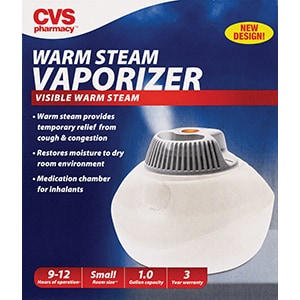 CVS
pharmacy
NEW
DESIGN!
WARM STEAM
VAPORIZER
VISIBLE WARM STEAM
• Warm steam provides
temporary relief from
cough & congestion
• Restores moisture to dry
room environment
• Medication chamber
for inhalants
9-12
Hours of operation*
Small
Room size**
1.0
Gallon capacity
3
Year warranty